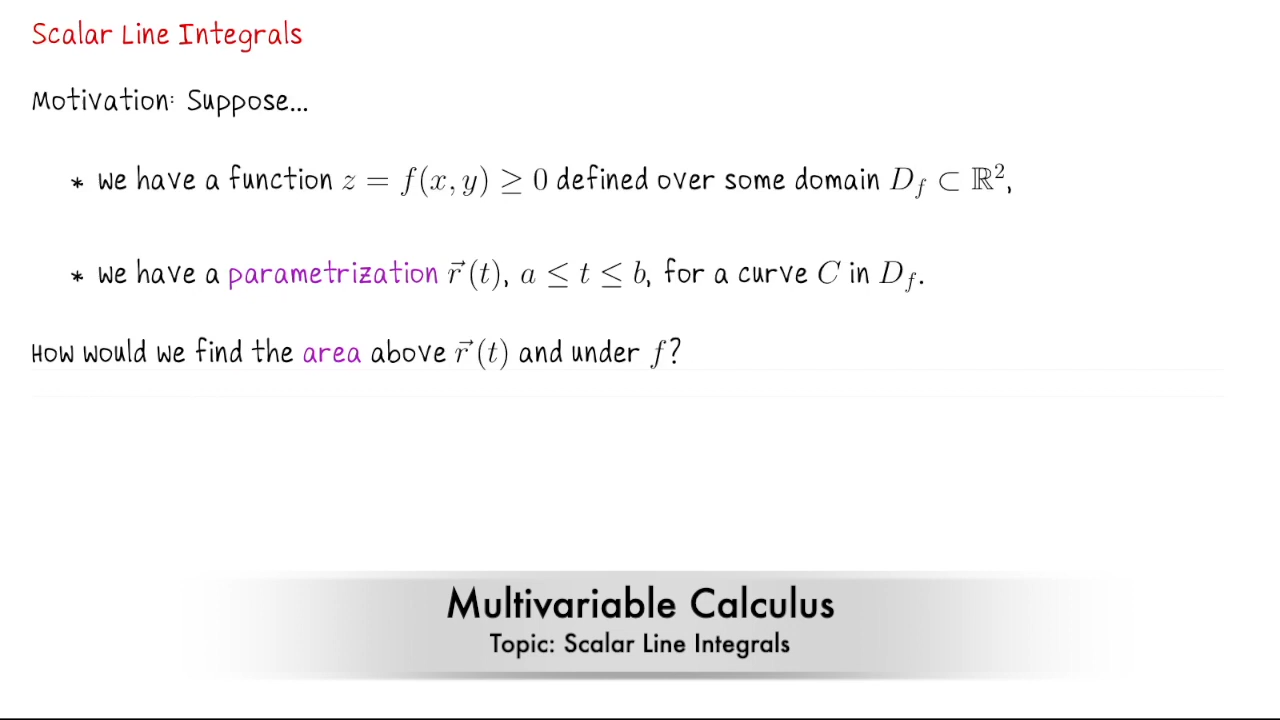 Scalar Line Integrals
Motivation: Suppose...
* we have a function z = f(x, y) ≥ 0 defined over some domain D_f ⊂ ℝ²,
* we have a parametrization r⃗(t), a ≤ t ≤ b, for a curve C in D_f.
How would we find the area above r⃗(t) and under f?
Multivariable Calculus
Topic: Scalar Line Integrals